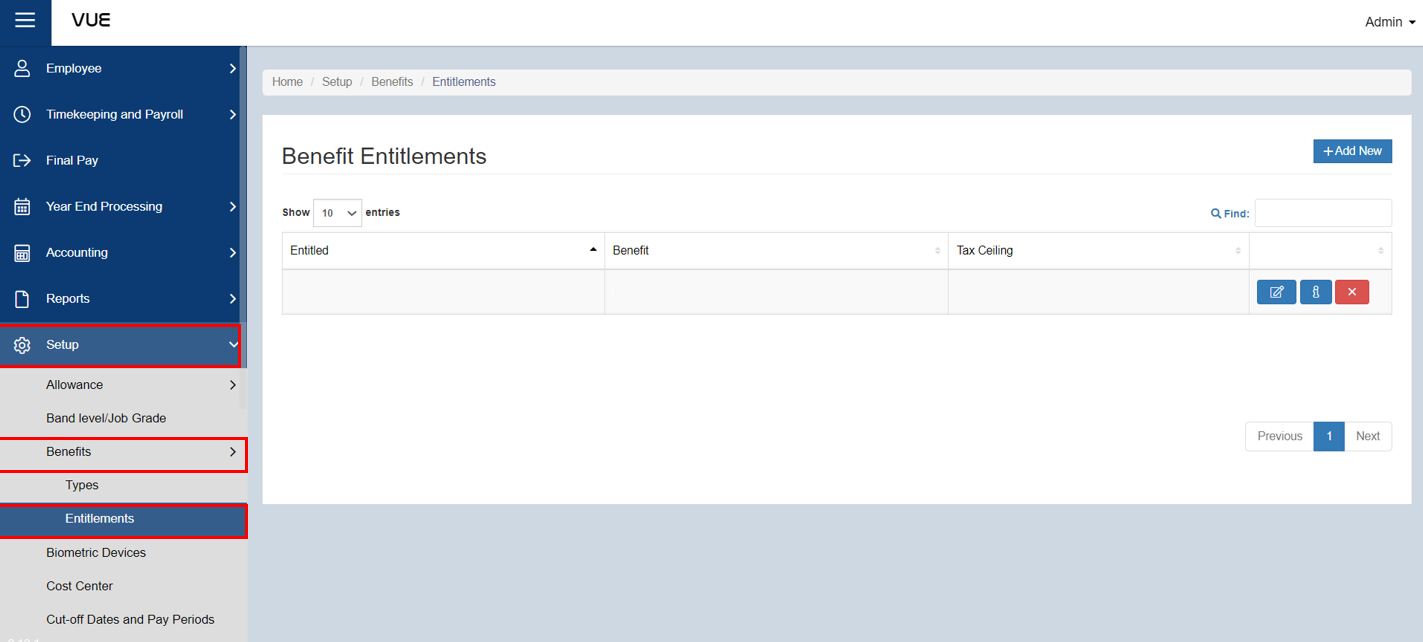 VUE
Admin
Employee
Timekeeping and Payroll
Final Pay
Year End Processing
Accounting
Reports
Setup
Allowance
Band level/Job Grade
Benefits
Types
Entitlements
Biometric Devices
Cost Center
Cut-off Dates and Pay Periods
Home / Setup / Benefits / Entitlements
Benefit Entitlements
+Add New
Show 10 entries
Find:
Entitled Benefit Tax Ceiling
Previous 1 Next